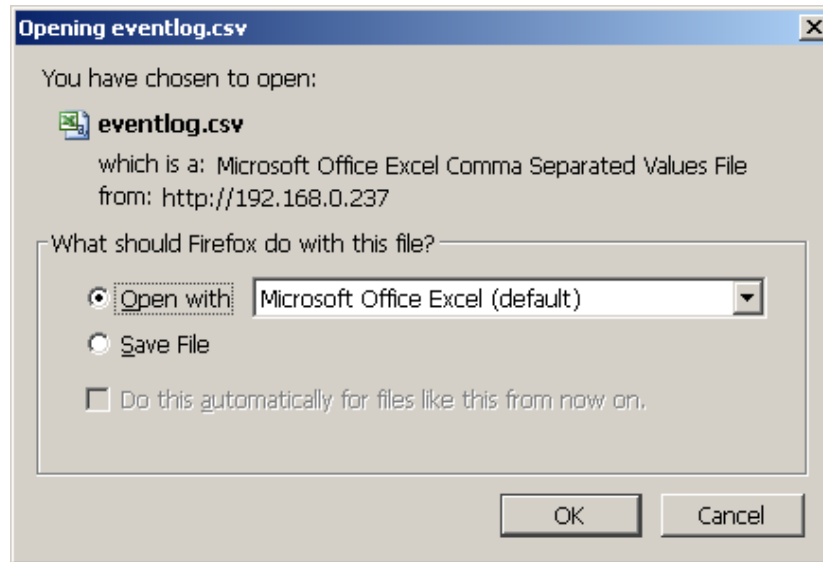 Opening eventlog.csv
You have chosen to open:
eventlog.csv
which is a: Microsoft Office Excel Comma Separated Values File
from: http://192.168.0.237
What should Firefox do with this file?
Open with Microsoft Office Excel (default)
Save File
Do this automatically for files like this from now on.
OK Cancel